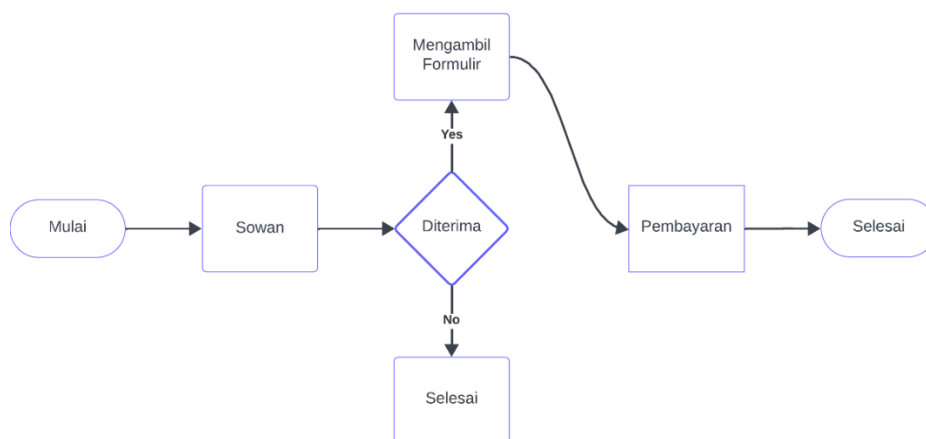 Mengambil
Formulir
Yes
Mulai
Sowan
Diterima
Pembayaran
Selesai
No
Selesai